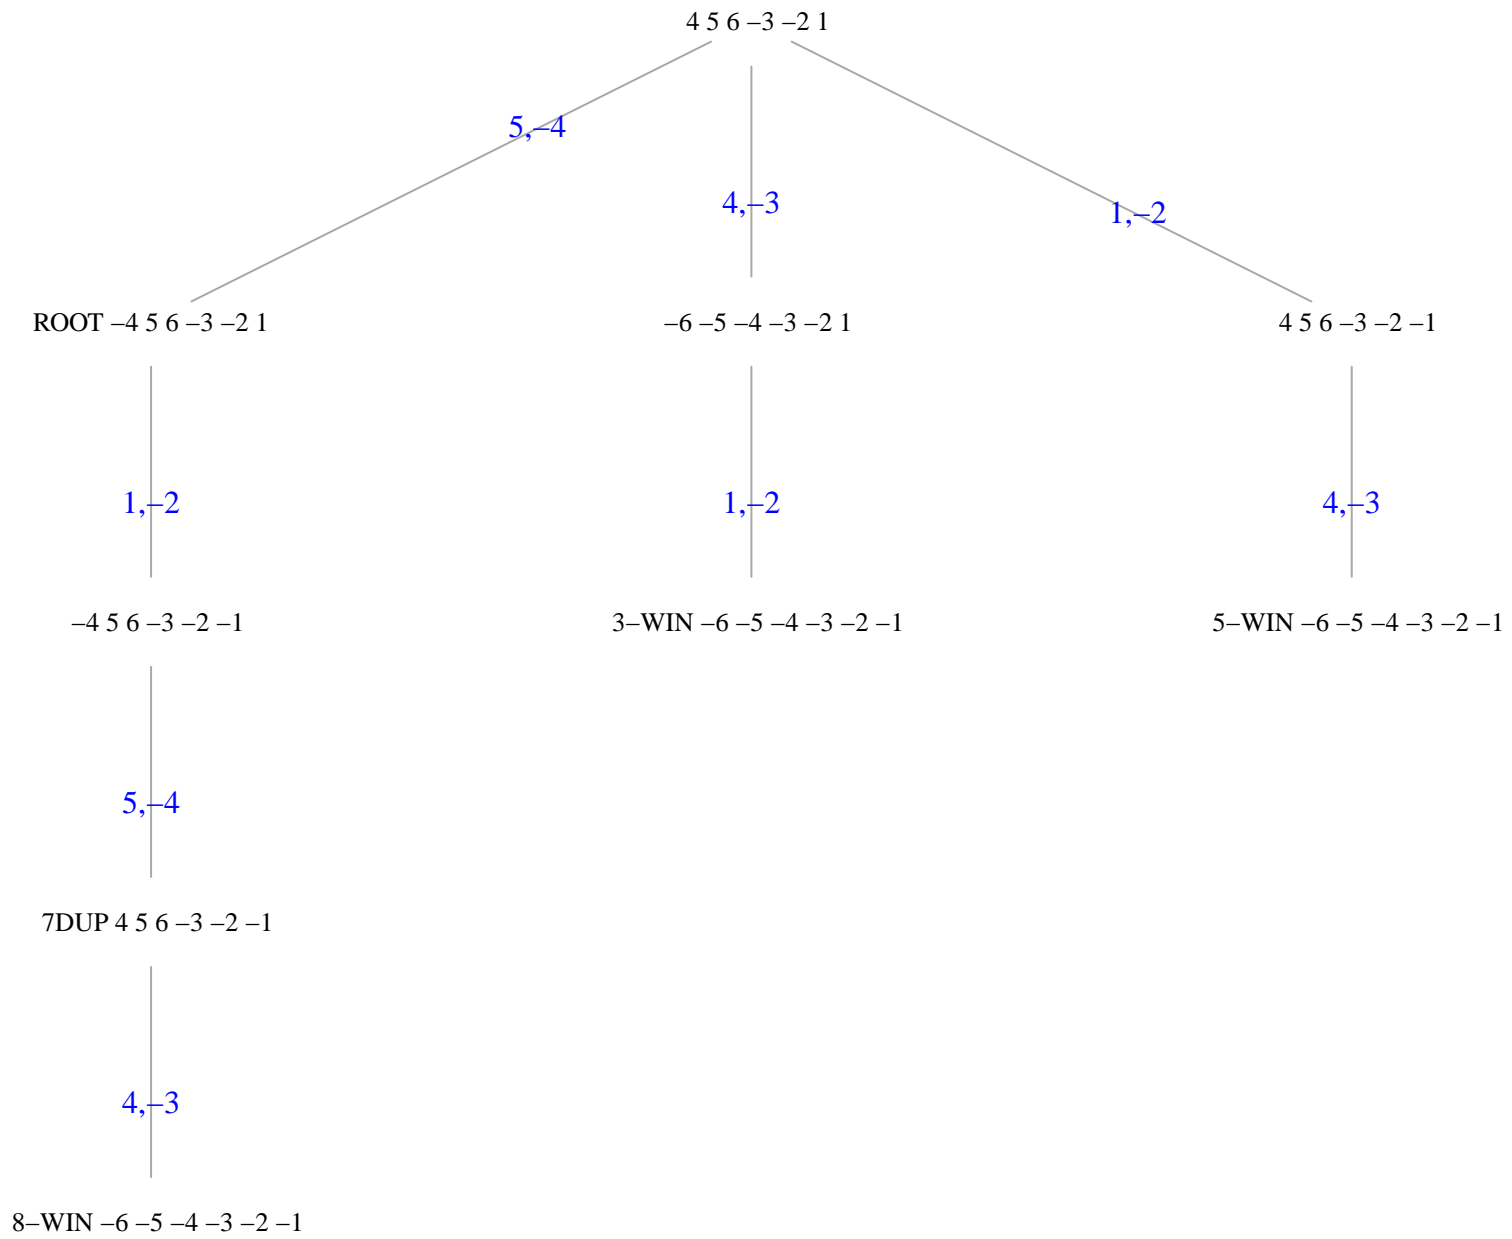 4 5 6 –3 –2 1
5,–4
4,–3
1,–2
ROOT –4 5 6 –3 –2 1
–6 –5 –4 –3 –2 1
4 5 6 –3 –2 –1
1,–2
1,–2
4,–3
–4 5 6 –3 –2 –1
3–WIN –6 –5 –4 –3 –2 –1
5–WIN –6 –5 –4 –3 –2 –1
5,–4
7DUP 4 5 6 –3 –2 –1
4,–3
8–WIN –6 –5 –4 –3 –2 –1